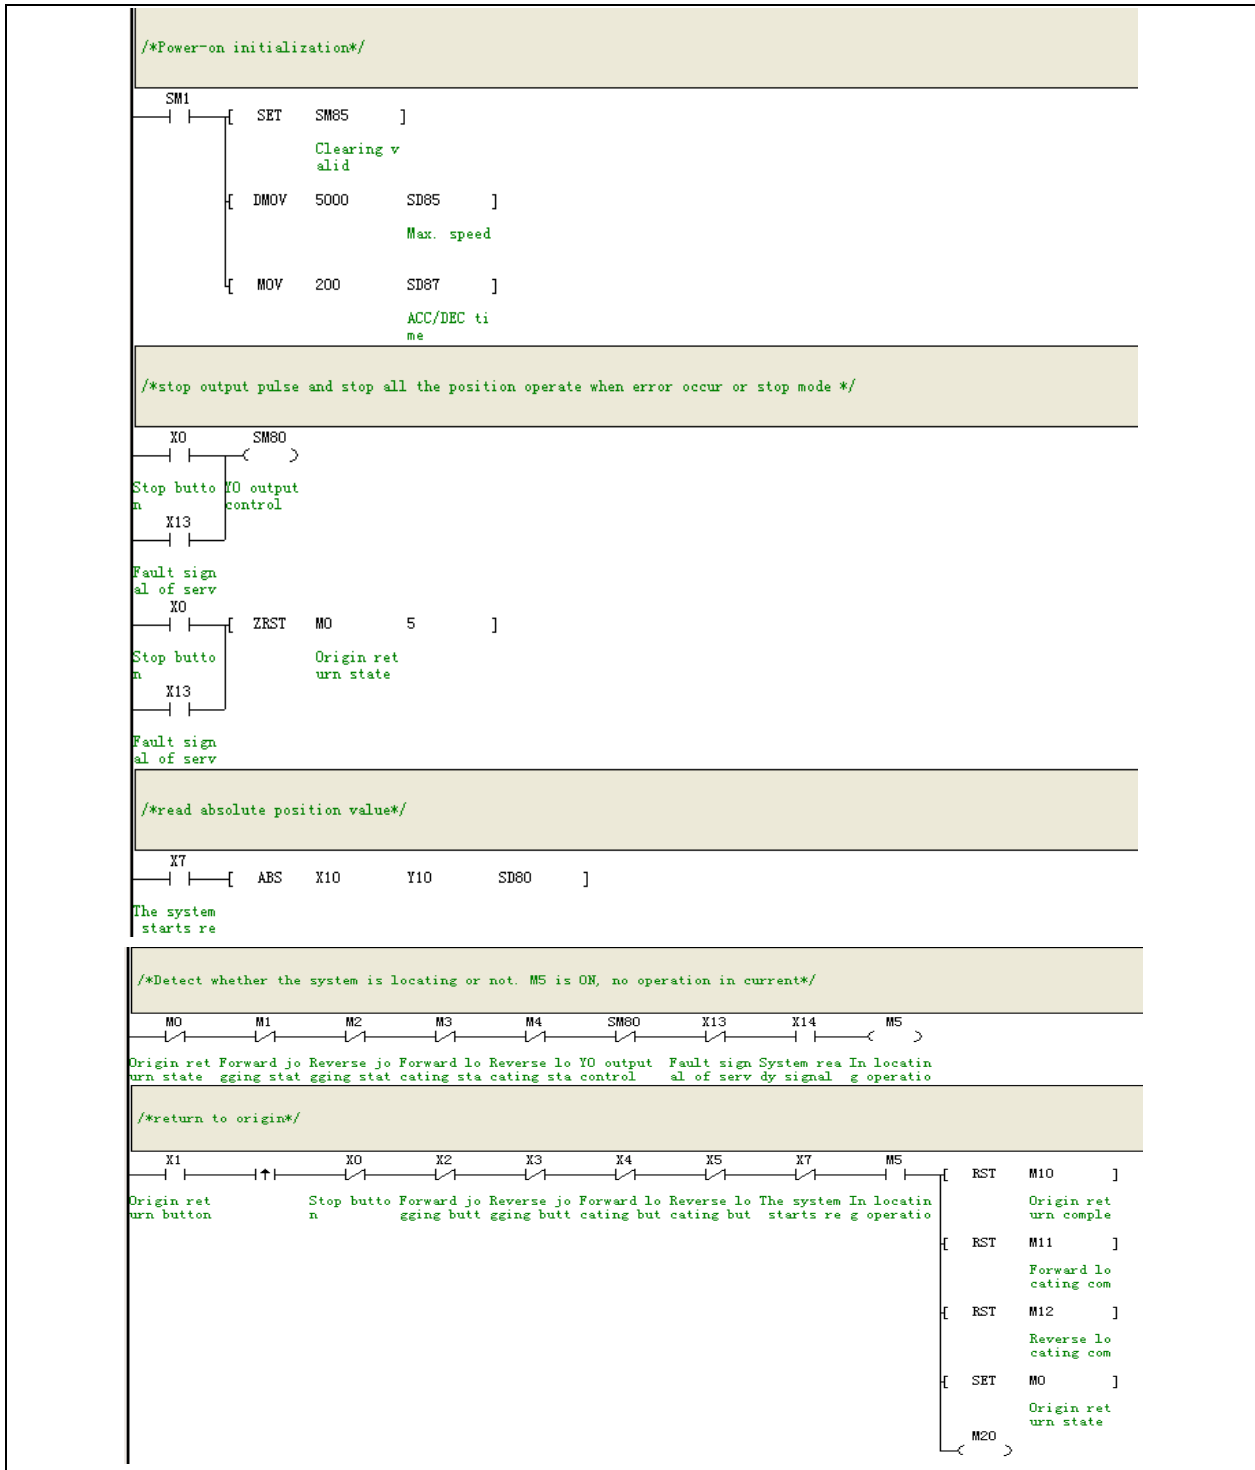 /*Power-on initialization*/
SM1
[ SET SM85 ]
Clearing v
alid
[ DMOV 5000 SD85 ]
Max. speed
[ MOV 200 SD87 ]
ACC/DEC ti
me
/*stop output pulse and stop all the position operate when error occur or stop mode */
X0 SM80
Stop butto Y0 output
n control
X13
Fault sign
al of serv
X0
[ ZRST M0 5 ]
Stop butto Origin ret
n urn state
X13
Fault sign
al of serv
/*read absolute position value*/
X7
[ ABS X10 Y10 SD80 ]
The system
starts re
/*Detect whether the system is locating or not. M5 is ON, no operation in current*/
M0 M1 M2 M3 M4 SM80 X13 X14 M5
Origin ret Forward jo Reverse jo Forward lo Reverse lo Y0 output Fault sign System rea In locatin
urn state gging stat gging stat cating sta cating sta control al of serv dy signal g operatio
/*return to origin*/
X1 X0 X2 X3 X4 X5 X7 M5
[ RST M10 ]
Origin ret Stop butto Forward jo Reverse jo Forward lo Reverse lo The system In locatin Origin ret
urn button n gging butt gging butt cating but cating but starts re g operatio urn comple
[ RST M11 ]
Forward lo
cating com
[ RST M12 ]
Reverse lo
cating com
[ SET M0 ]
Origin ret
urn state
M20